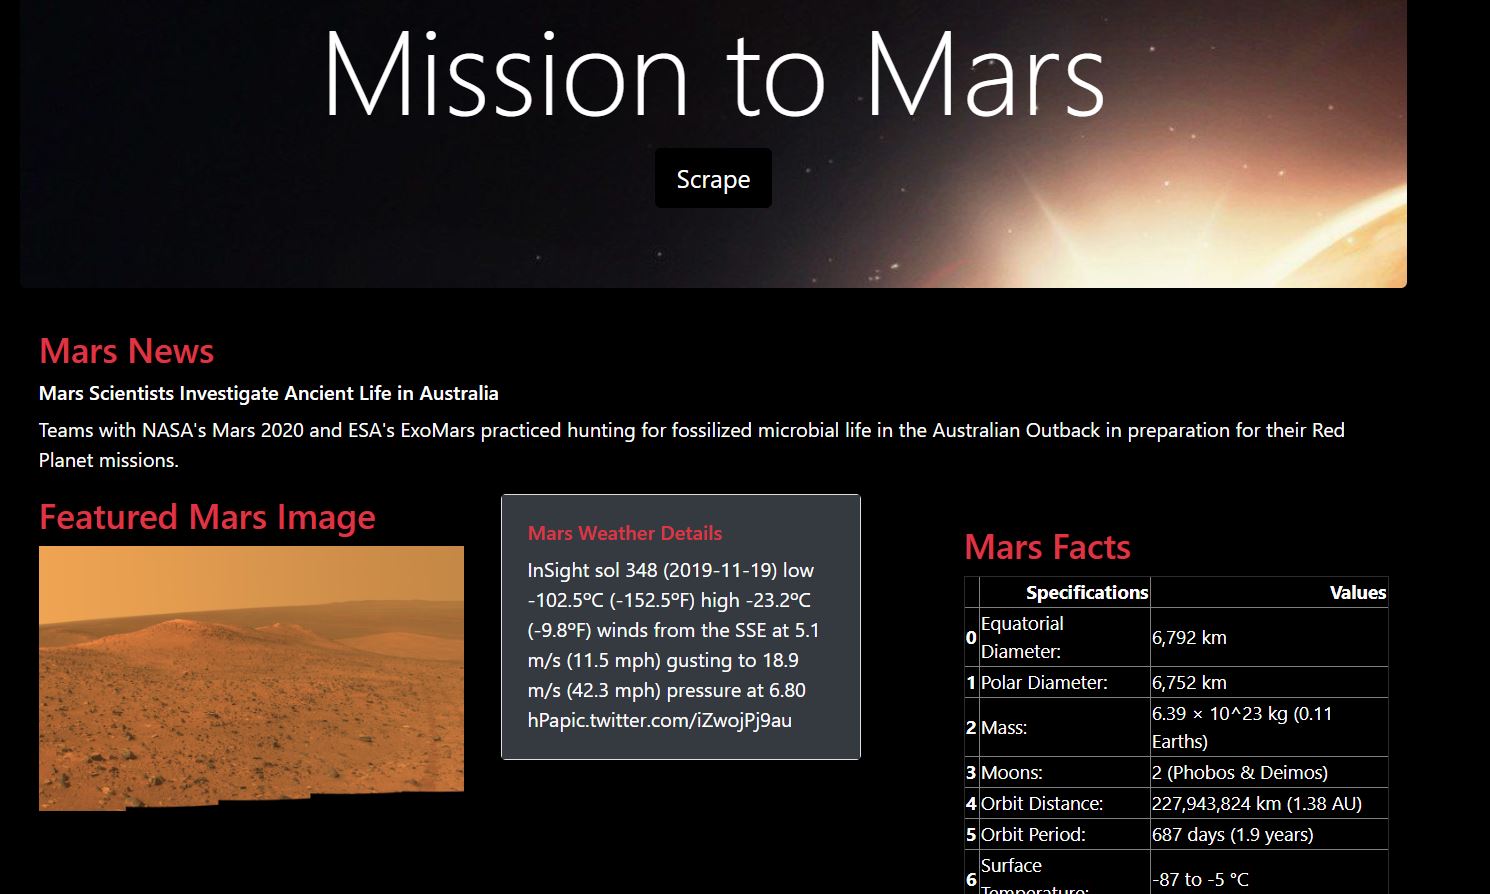 Mission to Mars
Scrape
Mars News
Mars Scientists Investigate Ancient Life in Australia
Teams with NASA's Mars 2020 and ESA's ExoMars practiced hunting for fossilized microbial life in the Australian Outback in preparation for their Red
Planet missions.
Featured Mars Image
Mars Weather Details
InSight sol 348 (2019-11-19) low
-102.5ºC (-152.5ºF) high -23.2ºC
(-9.8ºF) winds from the SSE at 5.1
m/s (11.5 mph) gusting to 18.9
m/s (42.3 mph) pressure at 6.80
hPapic.twitter.com/iZwojPj9au
Mars Facts
Specifications Values
0 Equatorial Diameter: 6,792 km
1 Polar Diameter: 6,752 km
2 Mass: 6.39 × 10^23 kg (0.11 Earths)
3 Moons: 2 (Phobos & Deimos)
4 Orbit Distance: 227,943,824 km (1.38 AU)
5 Orbit Period: 687 days (1.9 years)
6 Surface Temperature: -87 to -5 °C